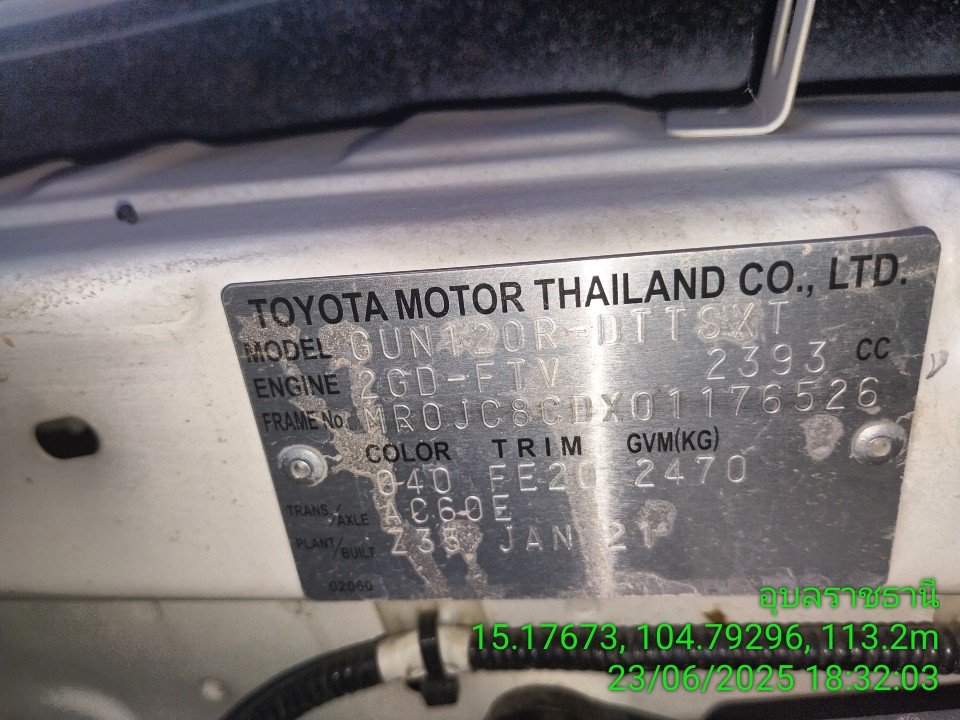 TOYOTA MOTOR THAILAND CO., LTD.
MODEL GUN120R-DTTSXT
ENGINE 2GD-FTV 2393 CC
FRAME No. MR0JC8CDX01176526
COLOR TRIM GVM(KG)
040 FE20 2470
TRANS./AXLE AC60E
PLANT/BUILT JAN 21
02060
อุบลราชธานี
15.17673, 104.79296, 113.2m
23/06/2025 18:32:03